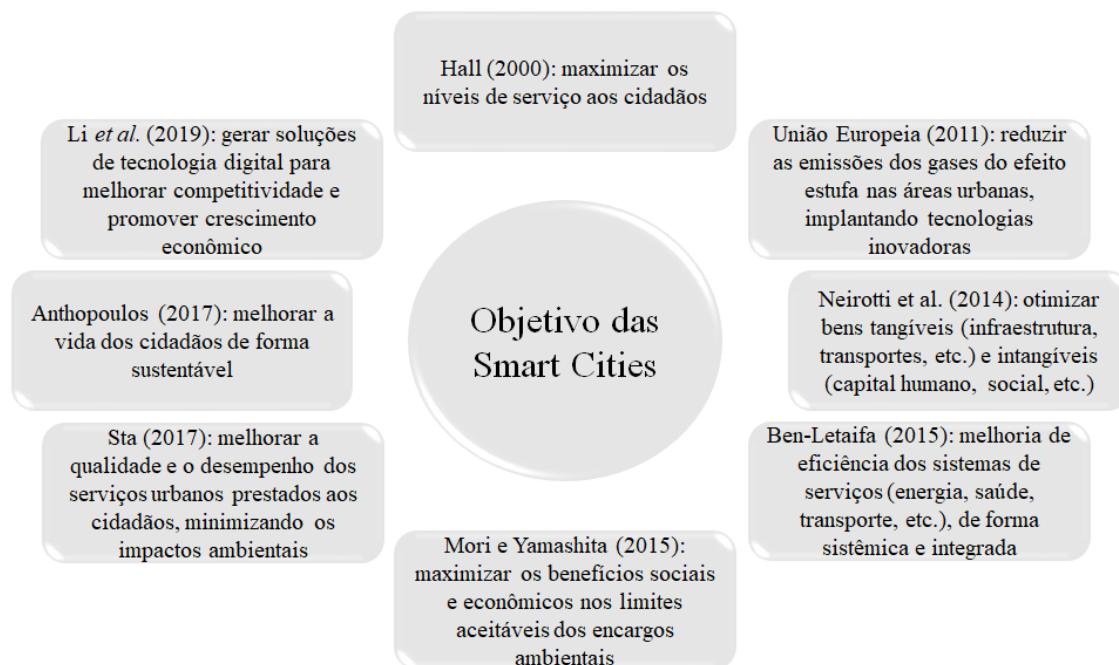 Hall (2000): maximizar os
níveis de serviço aos cidadãos
União Europeia (2011): reduzir
as emissões dos gases do efeito
estufa nas áreas urbanas,
implantando tecnologias
inovadoras
Neirotti et al. (2014): otimizar
bens tangíveis (infraestrutura,
transportes, etc.) e intangíveis
(capital humano, social, etc.)
Ben-Letaifa (2015): melhoria de
eficiência dos sistemas de
serviços (energia, saúde,
transporte, etc.), de forma
sistêmica e integrada
Mori e Yamashita (2015):
maximizar os benefícios sociais
e econômicos nos limites
aceitáveis dos encargos
ambientais
Sta (2017): melhorar a
qualidade e o desempenho dos
serviços urbanos prestados aos
cidadãos, minimizando os
impactos ambientais
Anthopoulos (2017): melhorar a
vida dos cidadãos de forma
sustentável
Li et al. (2019): gerar soluções
de tecnologia digital para
melhorar competitividade e
promover crescimento
econômico
Objetivo das
Smart Cities